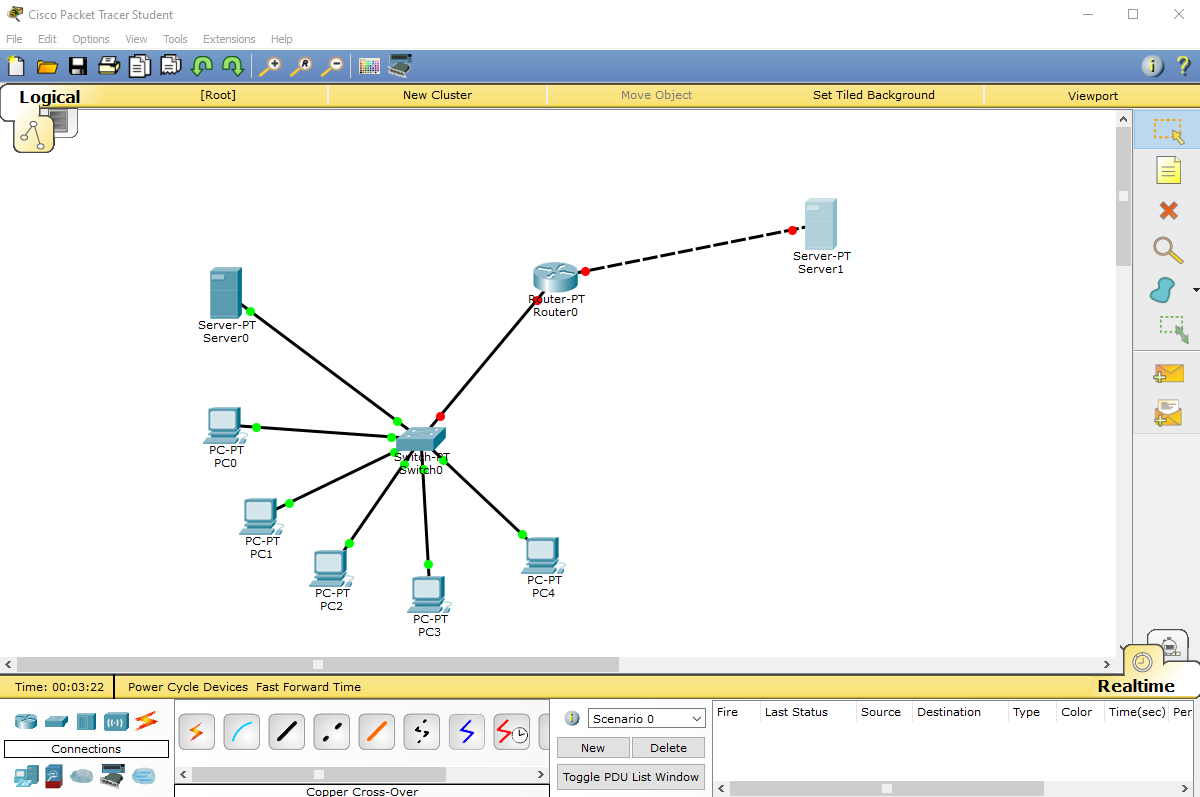 Cisco Packet Tracer Student
File Edit Options View Tools Extensions Help
Logical [Root] New Cluster Move Object Set Tiled Background Viewport
Server-PT
Server1
Router-PT
Router0
Server-PT
Server0
PC-PT
PC0
Switch-PT
Switch0
PC-PT
PC1
PC-PT
PC2
PC-PT
PC3
PC-PT
PC4
Time: 00:03:22 Power Cycle Devices Fast Forward Time Realtime
Connections
Copper Cross-Over
Scenario 0
New Delete
Toggle PDU List Window
Fire Last Status Source Destination Type Color Time(sec) Per